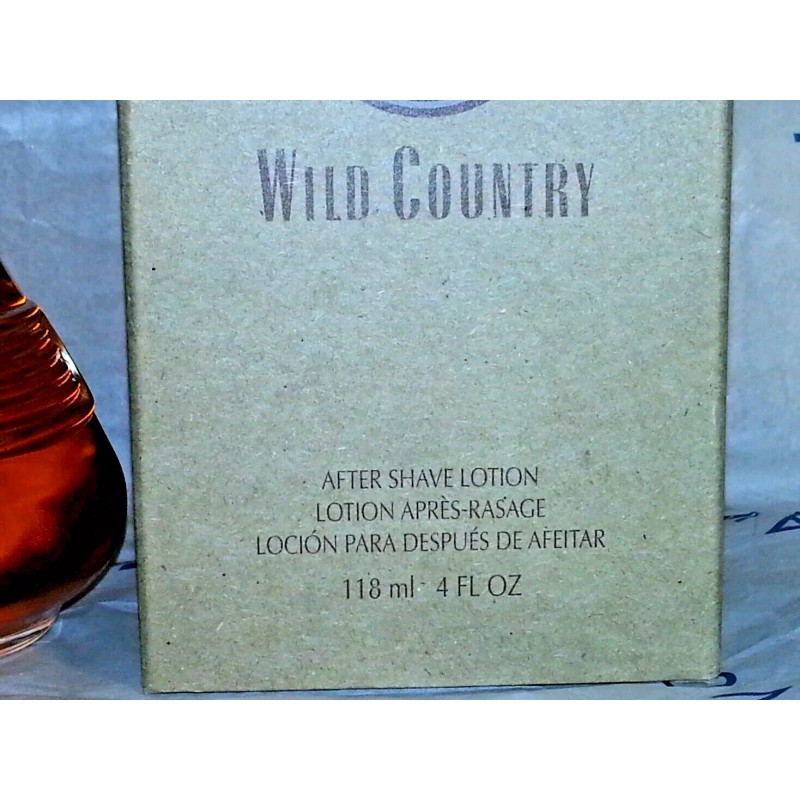 WILD COUNTRY
AFTER SHAVE LOTION
LOTION APRÈS-RASAGE
LOCIÓN PARA DESPUÉS DE AFEITAR
118 ml 4 FL OZ